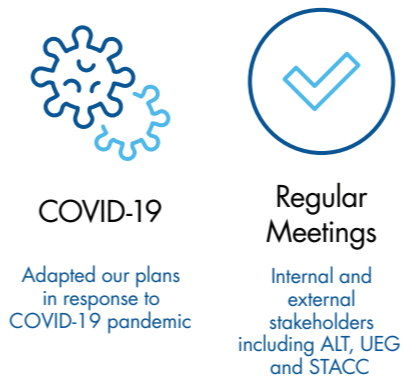 COVID-19
Adapted our plans
in response to
COVID-19 pandemic
Regular
Meetings
Internal and
external
stakeholders
including ALT, UEG
and STACC